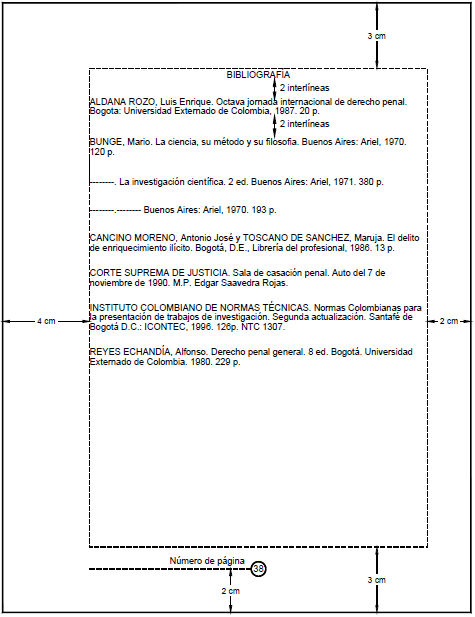 3 cm
BIBLIOGRAFIA
2 interlíneas
ALDANA ROZO, Luis Enrique. Octava jornada internacional de derecho penal.
Bogota: Universidad Externado de Colombia, 1987. 20 p.
2 interlíneas
BUNGE, Mario. La ciencia, su método y su filosofia. Buenos Aires: Ariel, 1970.
120 p.
--------. La investigación científica. 2 ed. Buenos Aires: Ariel, 1971. 380 p.
--------.-------- Buenos Aires: Ariel, 1970. 193 p.
CANCINO MORENO, Antonio José y TOSCANO DE SANCHEZ, Maruja. El delito
de enriquecimiento ilícito. Bogotá, D.E., Librería del profesional, 1986. 13 p.
CORTE SUPREMA DE JUSTICIA. Sala de casación penal. Auto del 7 de
noviembre de 1990. M.P. Edgar Saavedra Rojas.
INSTITUTO COLOMBIANO DE NORMAS TÉCNICAS. Normas Colombianas para
la presentación de trabajos de investigación. Segunda actualización. Santafé de
Bogotá D.C.: ICONTEC, 1996. 126p. NTC 1307.
4 cm
2 cm
REYES ECHANDÍA, Alfonso. Derecho penal general. 8 ed. Bogotá. Universidad
Externado de Colombia. 1980. 229 p.
Número de página
38
2 cm
3 cm